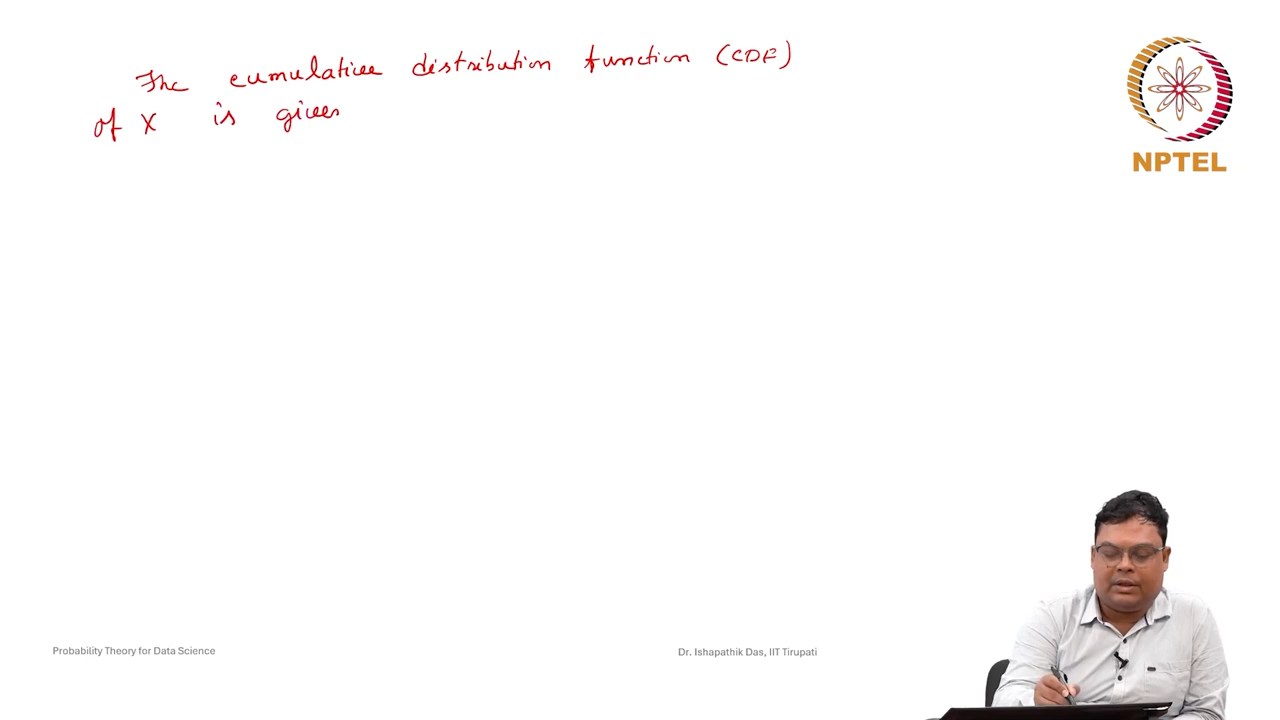 The cumulative distribution function (CDF)
of X is given
NPTEL
Probability Theory for Data Science
Dr. Ishapathik Das, IIT Tirupati